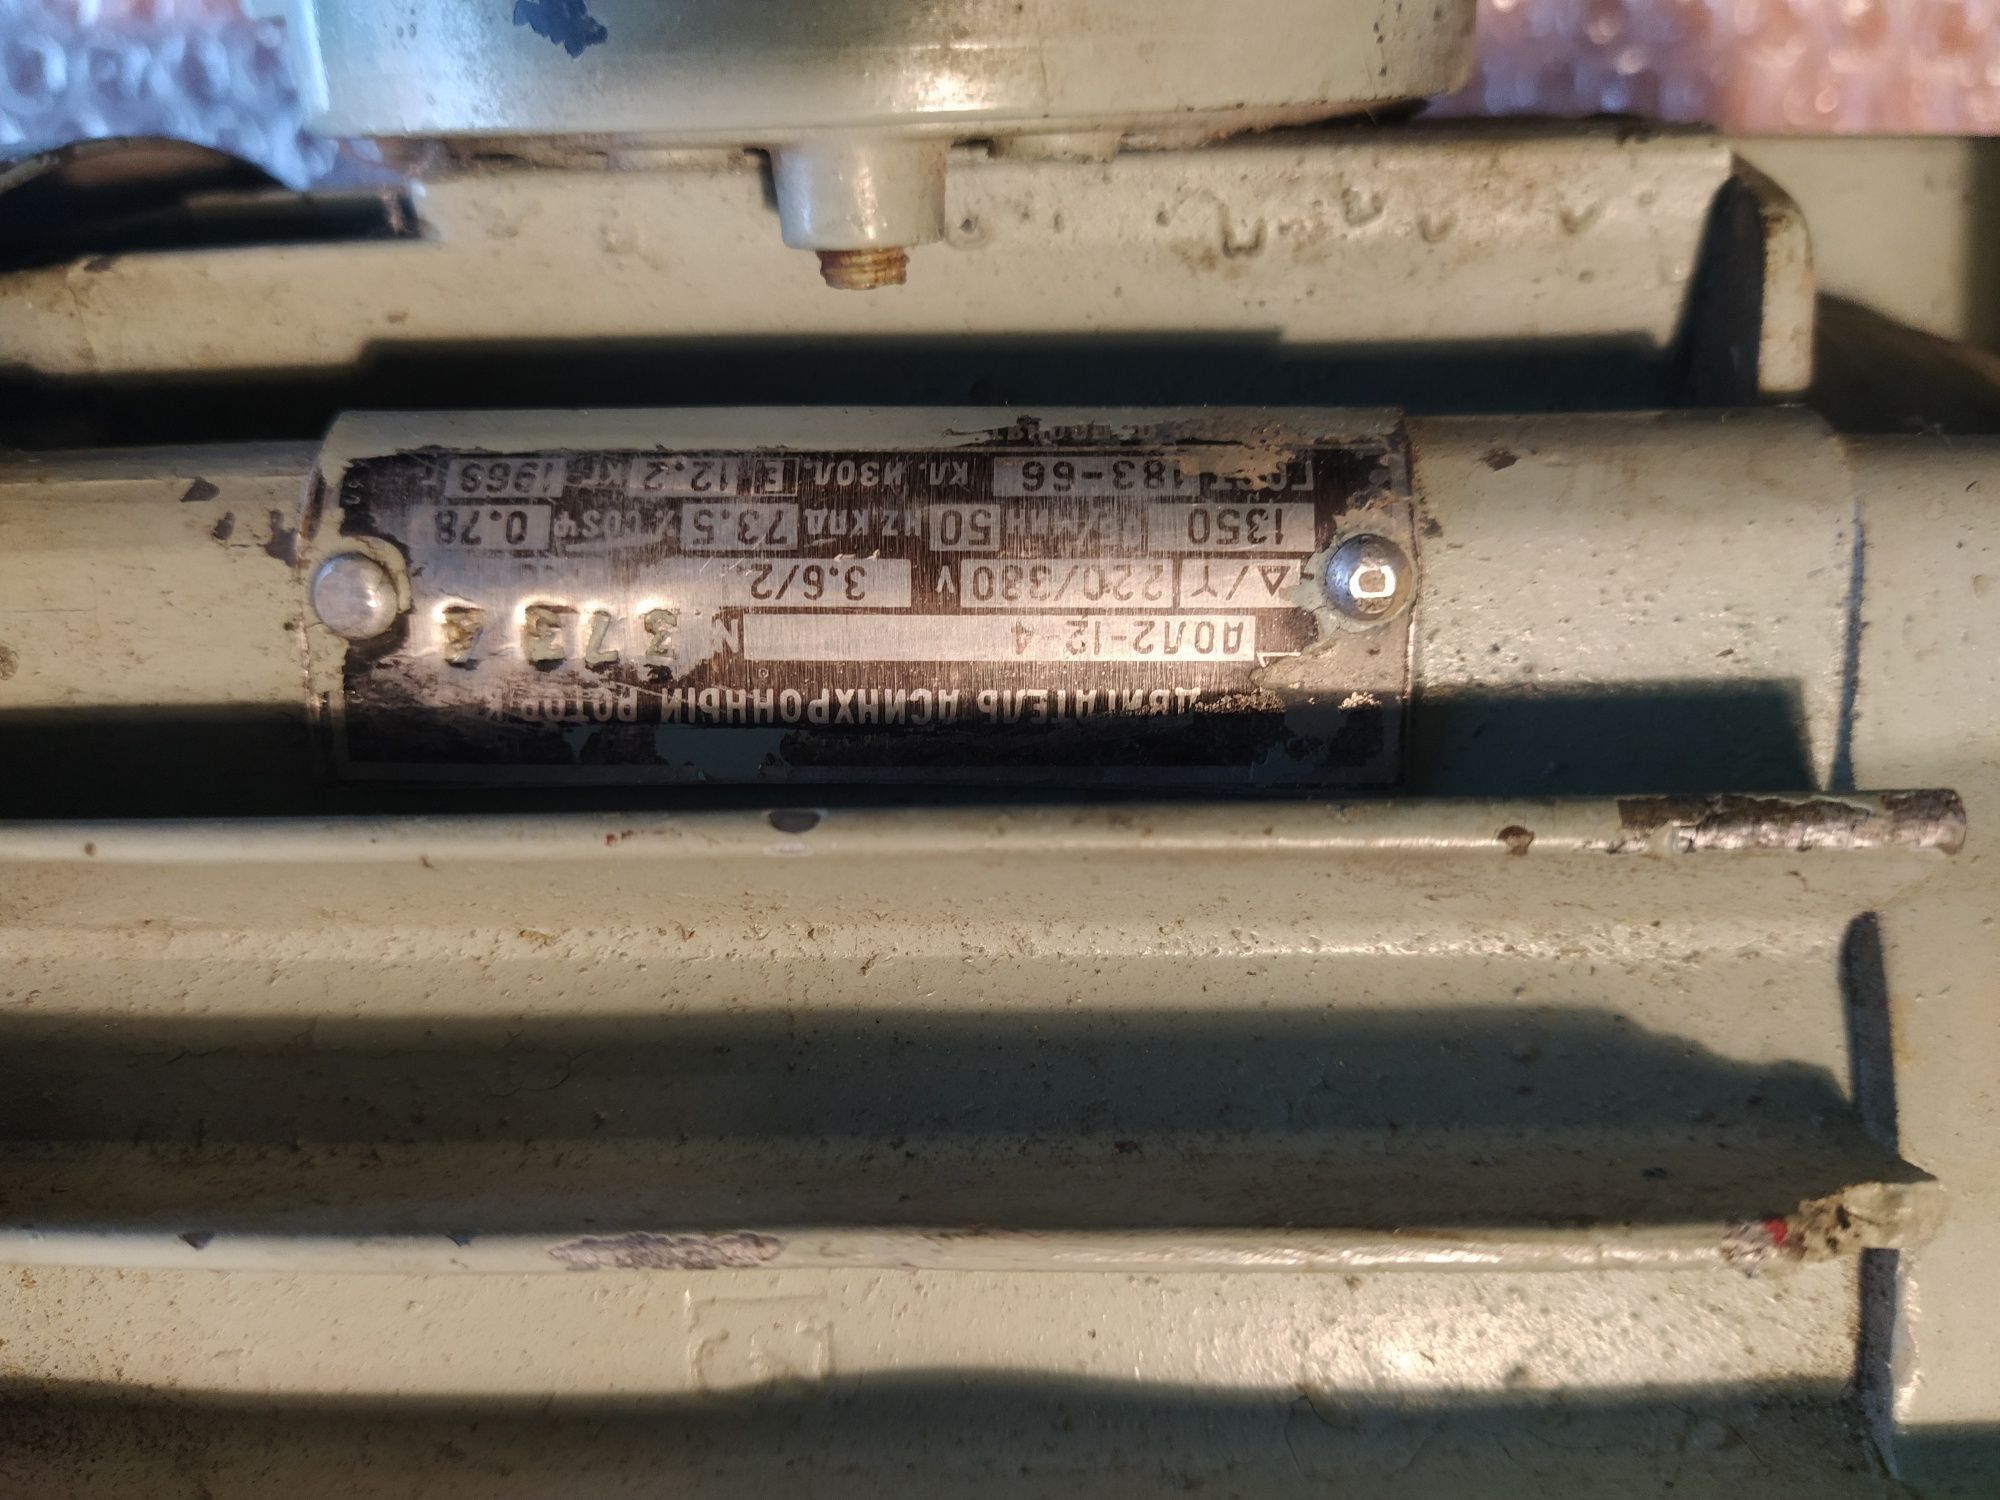 ДВИГАТЕЛЬ АСИНХРОННЫЙ РОТОР К
АОЛ2-12-4 № 3733
Δ/Y 220/380 V 3.6/2.
1350 50 HZ КПД 73.5 % COSφ 0.78
ГОСТ 183-66 КЛ. ИЗОЛ. E 12.2 КГ 1969 Г